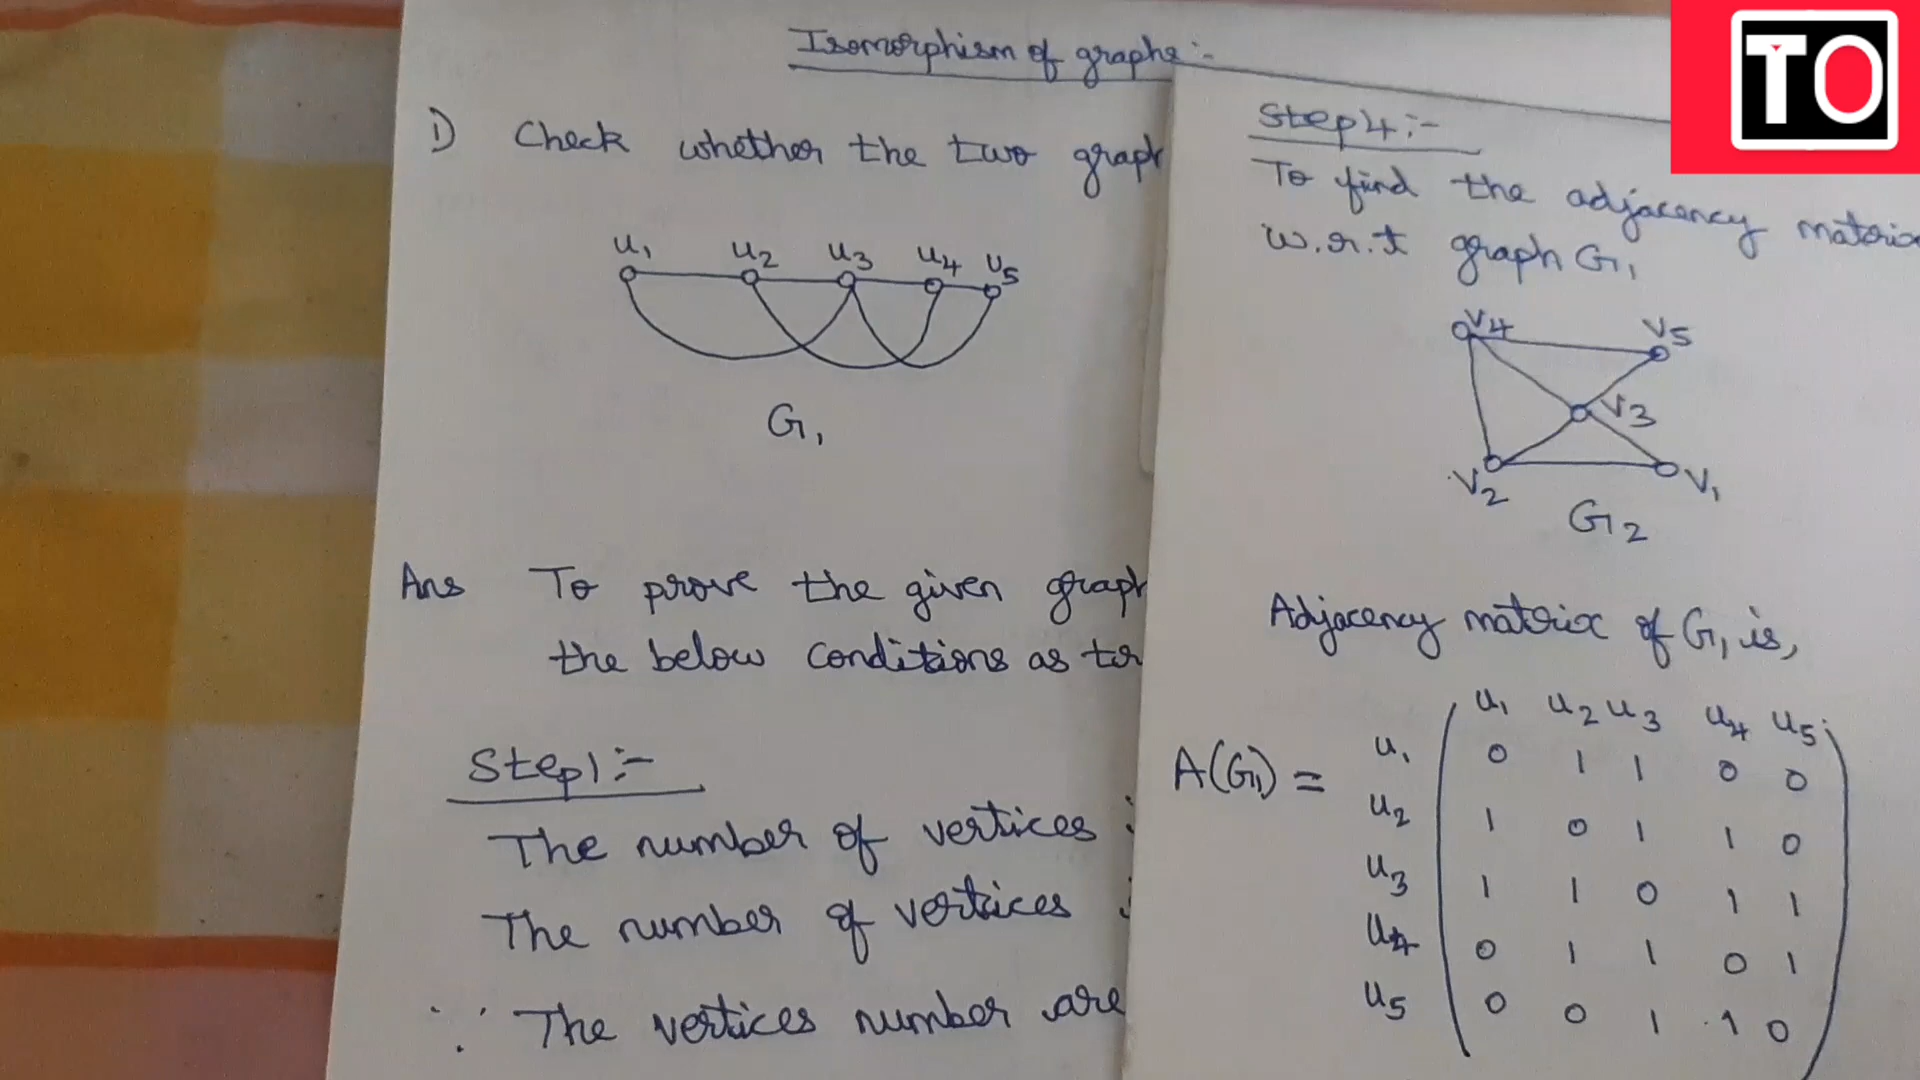 Isomorphism of graphs :-
1) Check whether the two graph
u1 u2 u3 u4 u5
G1
Ans To prove the given graph
the below conditions as
Step1:-
The number of vertices
The number of vertices
∵ The vertices number are
TO
Step4:-
To find the adjacency matrix
w.r.t graph G1
V4 V5
V3
V2 V1
G2
Adjacency matrix of G1 is,
u1 u2 u3 u4 u5
A(G1) =
u1 0 1 1 0 0
u2 1 0 1 1 0
u3 1 1 0 1 1
u4 0 1 1 0 1
u5 0 0 1 1 0